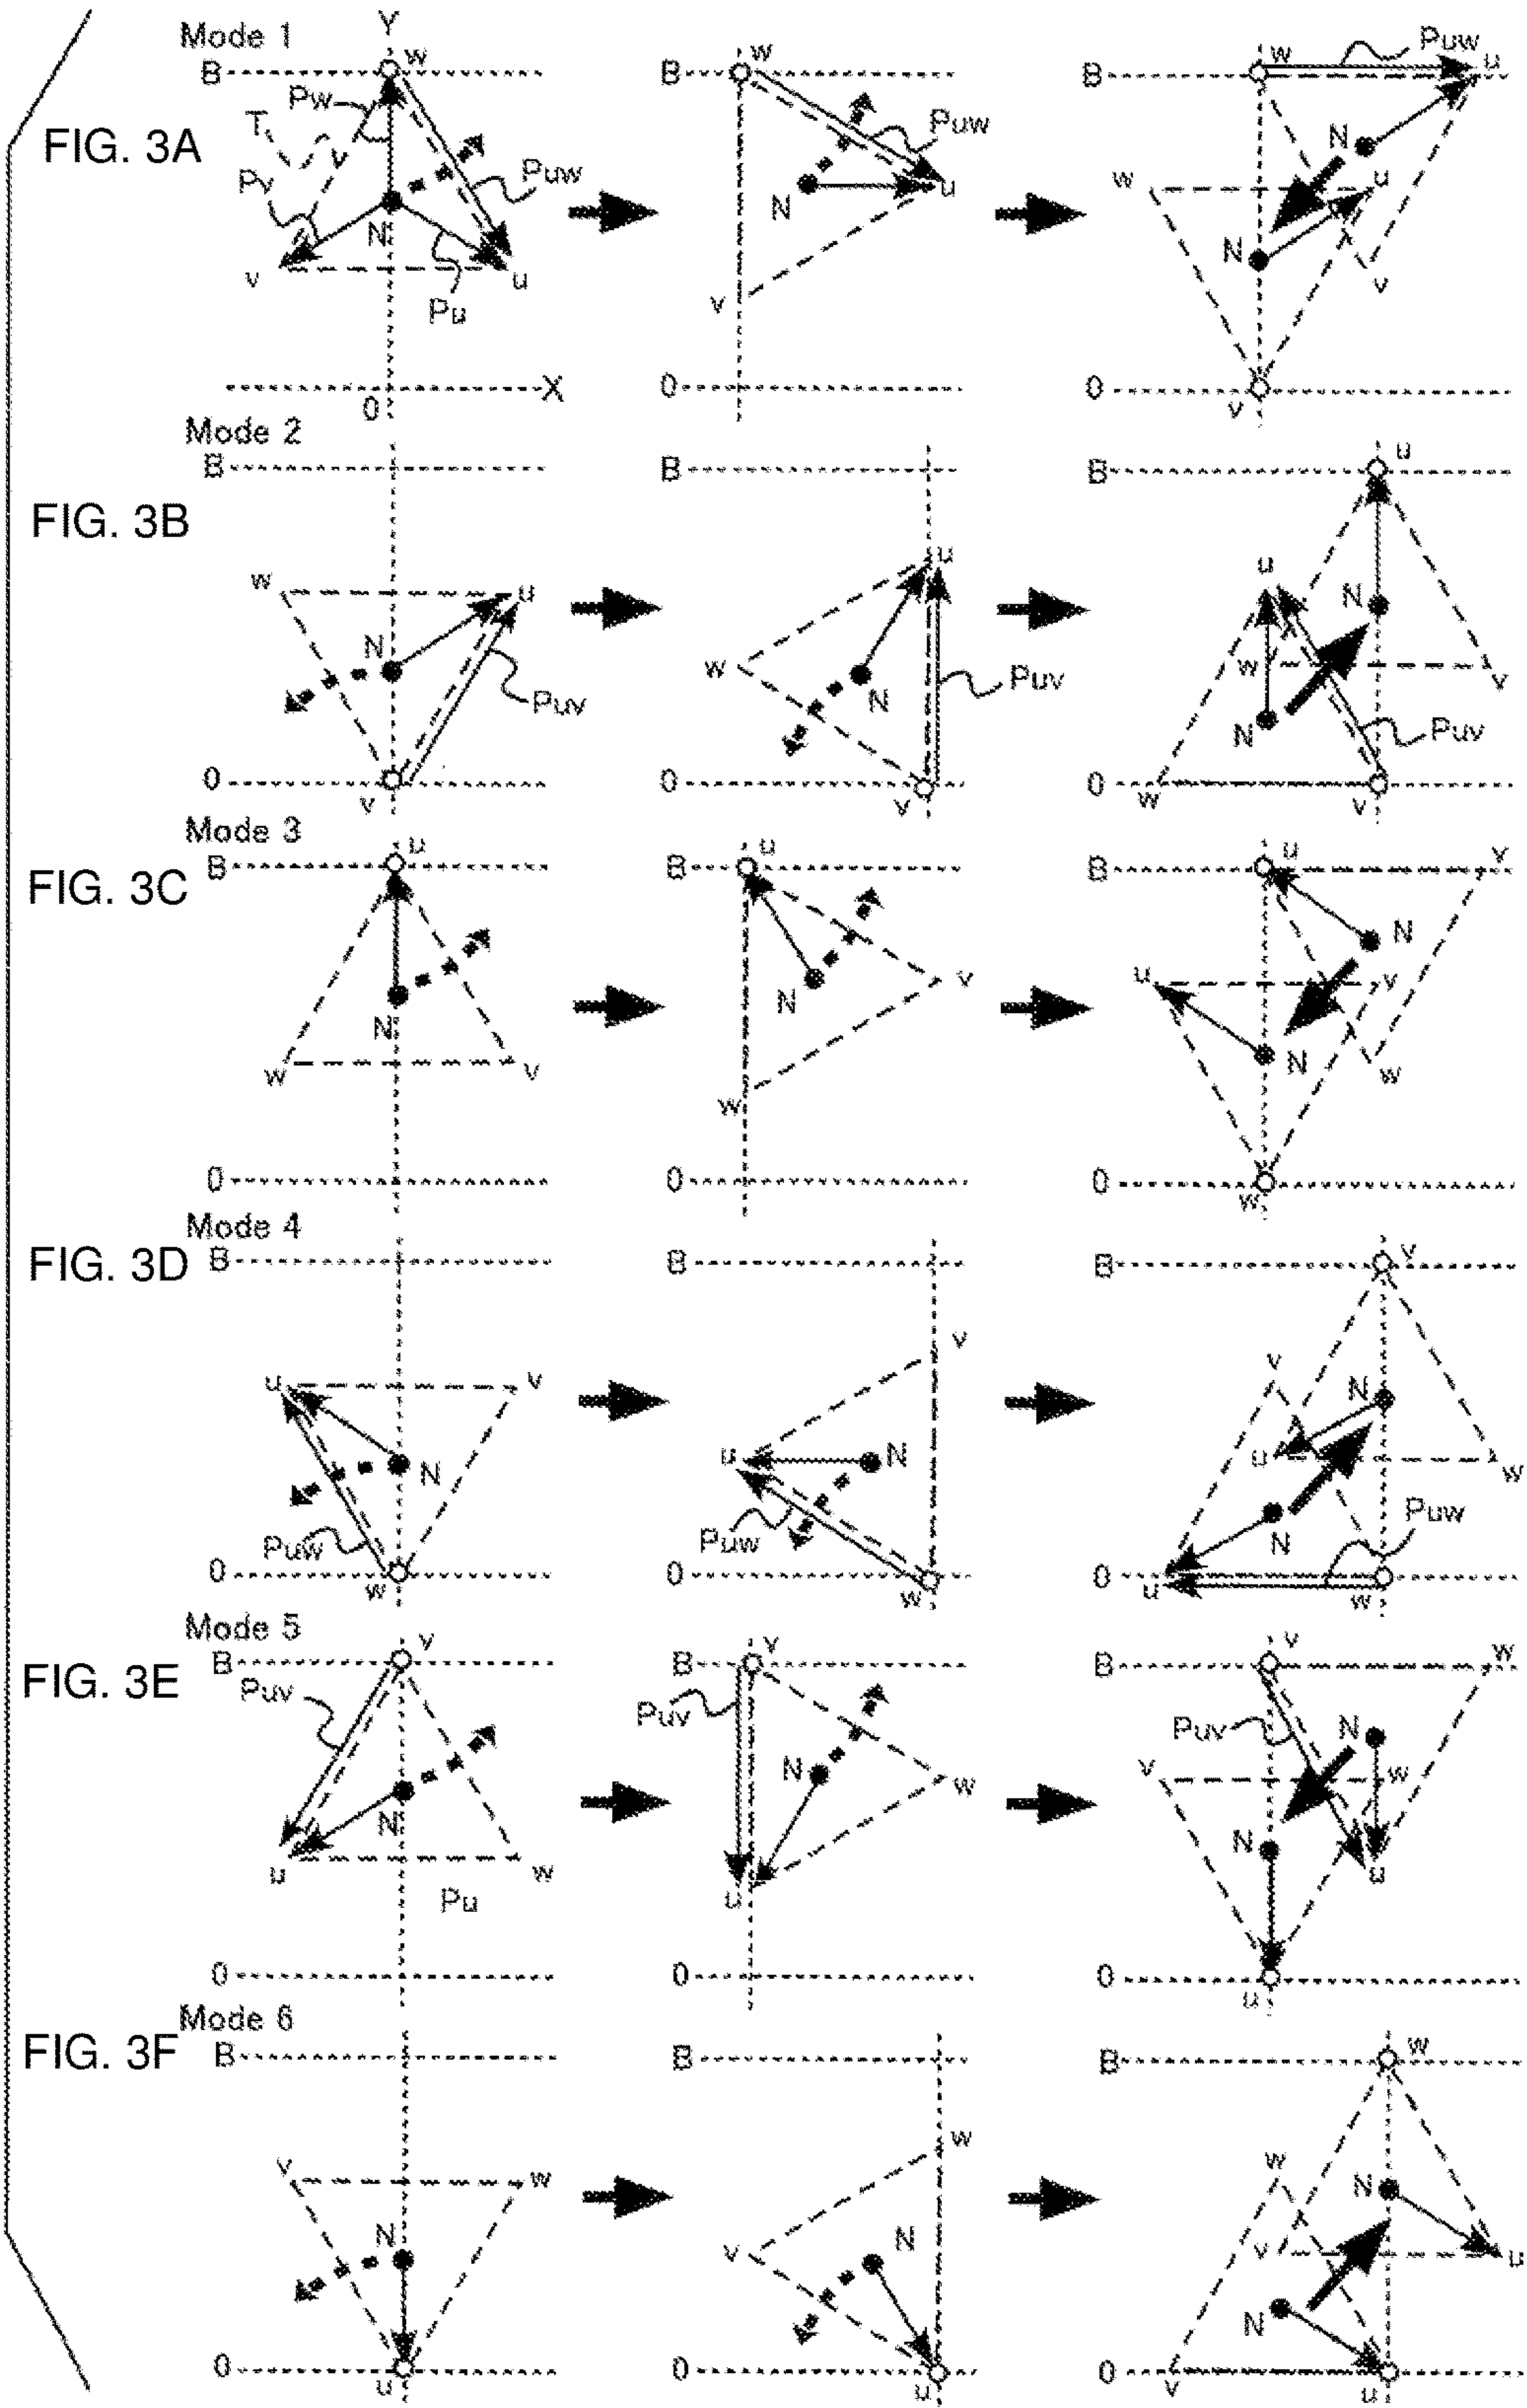 Mode 1
Y
B w
B w
B w Puw u
FIG. 3A
Pw
T
Pv
Puw
N
v u
Pu
0 X
Puw
N u
v
0
N
w u
N
v
0 v
Mode 2
FIG. 3B
B
w u
N
Puv
0 v
B
u
w
N Puv
0 v
B u
u N
w v
N Puv
0 w v
Mode 3
FIG. 3C
B u
N
w v
0
B u
v
N
w
0
B u v
N
u v
N w
0 w
Mode 4
FIG. 3D
B
u v
N
Puw
0 w
B
v
u N
Puw
0 w
B v
v N
u w
N Puw
0 u w
Mode 5
FIG. 3E
B v
Puv
N
u w
Pu
0
B v
Puv
N w
u
0
B v w
Puv N
v w
N
u
0 u
Mode 6
FIG. 3F
B
v w
N
0 u
B
w
v N
0 u
B w
w N
v u
N
0 v u